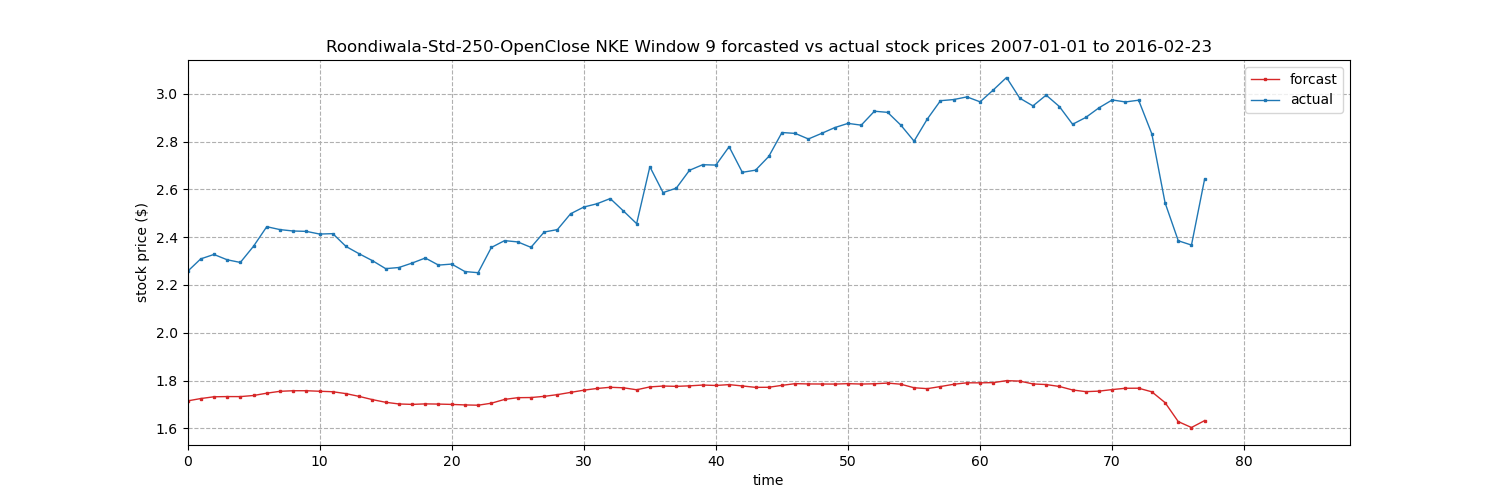 Roondiwala-Std-250-OpenClose NKE Window 9 forcasted vs actual stock prices 2007-01-01 to 2016-02-23
forcast
actual
stock price ($)
3.0
2.8
2.6
2.4
2.2
2.0
1.8
1.6
0 10 20 30 40 50 60 70 80
time